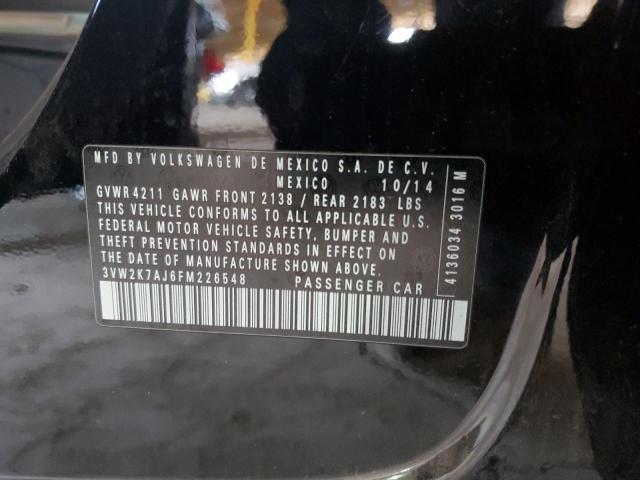 MFD BY VOLKSWAGEN DE MEXICO S.A. DE C.V.
MEXICO 10/14
GVWR 4211 GAWR FRONT 2138 / REAR 2183 LBS
THIS VEHICLE CONFORMS TO ALL APPLICABLE U.S.
FEDERAL MOTOR VEHICLE SAFETY, BUMPER AND
THEFT PREVENTION STANDARDS IN EFFECT ON
THE DATE OF MANUFACTURE SHOWN ABOVE.
3VW2K7AJ6FM226548 PASSENGER CAR
4136034 3016 M